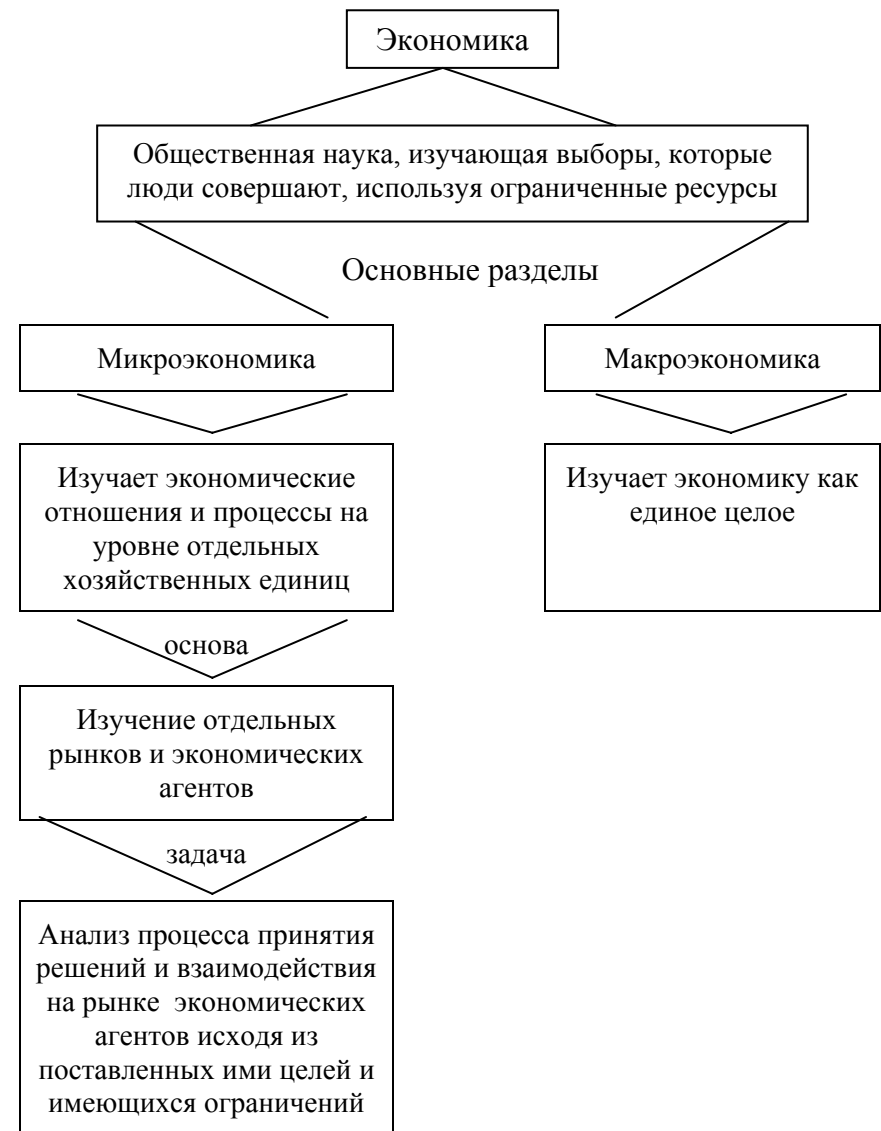 Экономика
Общественная наука, изучающая выборы, которые
люди совершают, используя ограниченные ресурсы
Основные разделы
Микроэкономика
Макроэкономика
Изучает экономические
отношения и процессы на
уровне отдельных
хозяйственных единиц
Изучает экономику как
единое целое
основа
Изучение отдельных
рынков и экономических
агентов
задача
Анализ процесса принятия
решений и взаимодействия
на рынке экономических
агентов исходя из
поставленных ими целей и
имеющихся ограничений